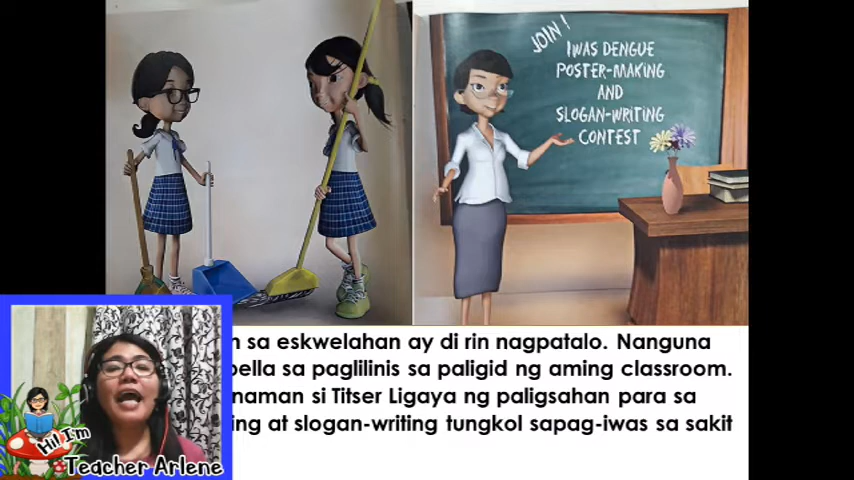 JOIN!
IWAS DENGUE
POSTER-MAKING
AND
SLOGAN-WRITING
CONTEST
sa eskwelahan ay di rin nagpatalo. Nanguna
sa paglilinis sa paligid ng aming classroom.
naman si Titser Ligaya ng paligsahan para sa
at slogan-writing tungkol sapag-iwas sa sakit
Hi! I'm
Teacher Arlene